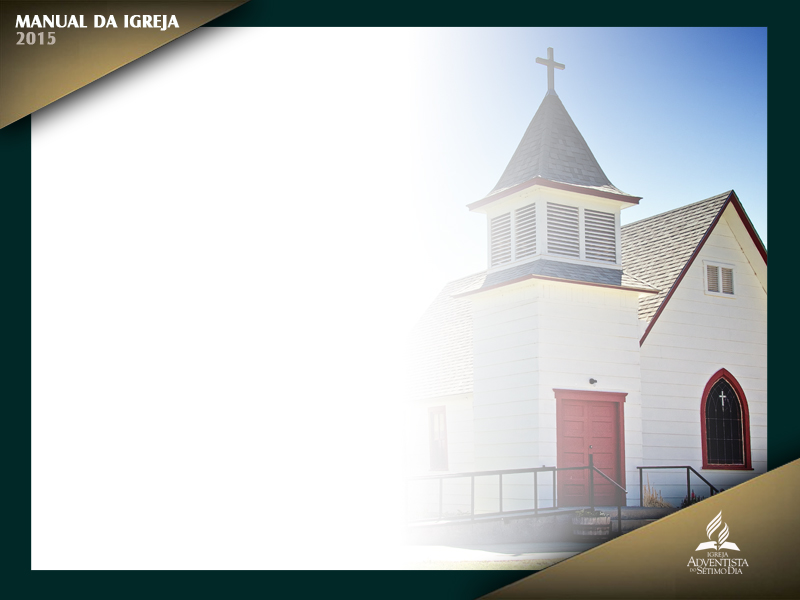 MANUAL DA IGREJA
2015
IGREJA
ADVENTISTA
DO SÉTIMO DIA